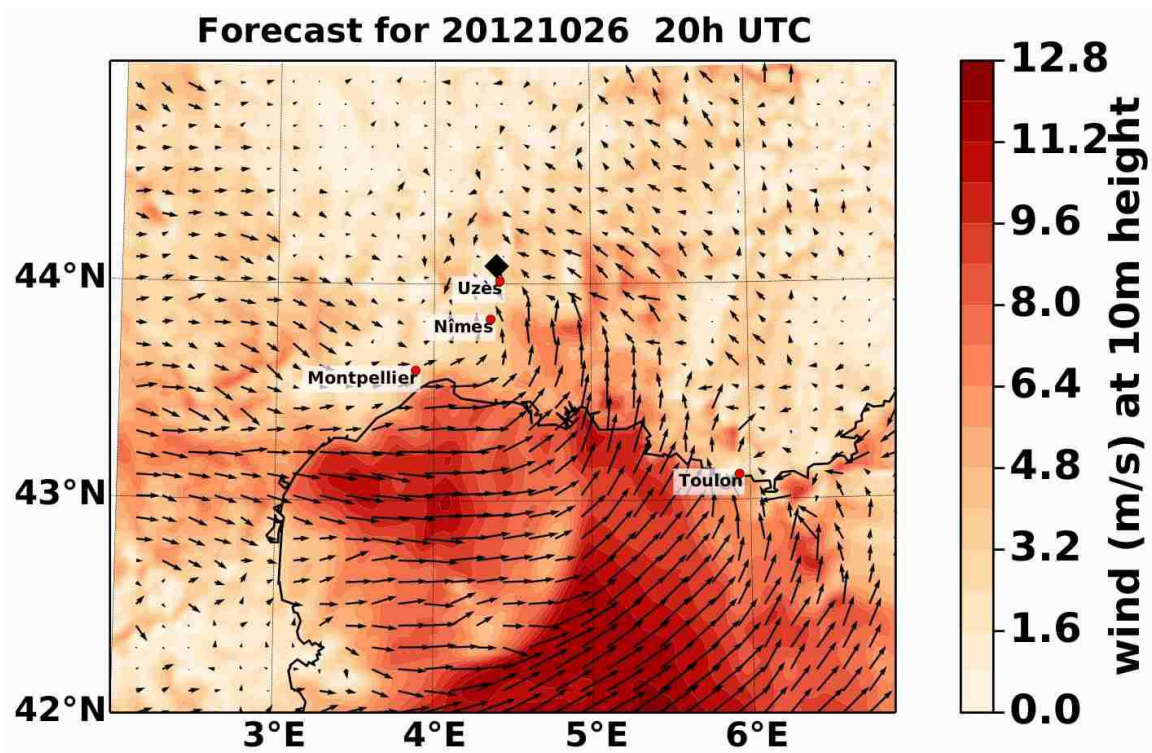 Forecast for 20121026  20h UTC
44°N
43°N
42°N
3°E
4°E
5°E
6°E
Uzès
Nîmes
Montpellier
Toulon
12.8
11.2
9.6
8.0
6.4
4.8
3.2
1.6
0.0
wind (m/s) at 10m height